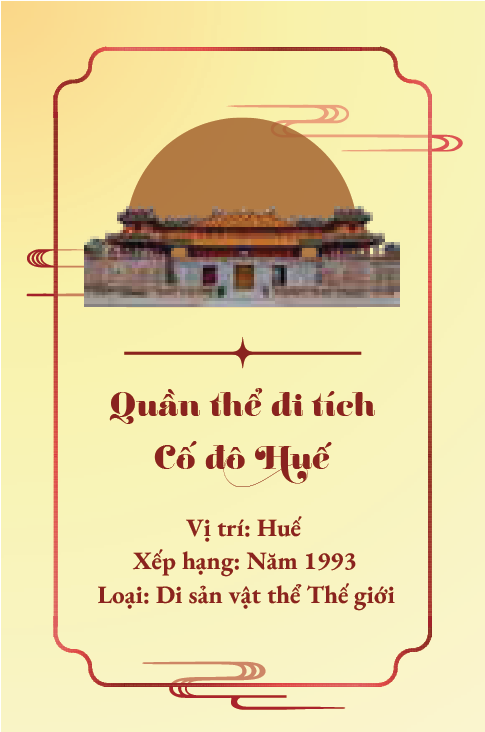 Quần thể di tích
Cố đô Huế
Vị trí: Huế
Xếp hạng: Năm 1993
Loại: Di sản vật thể Thế giới